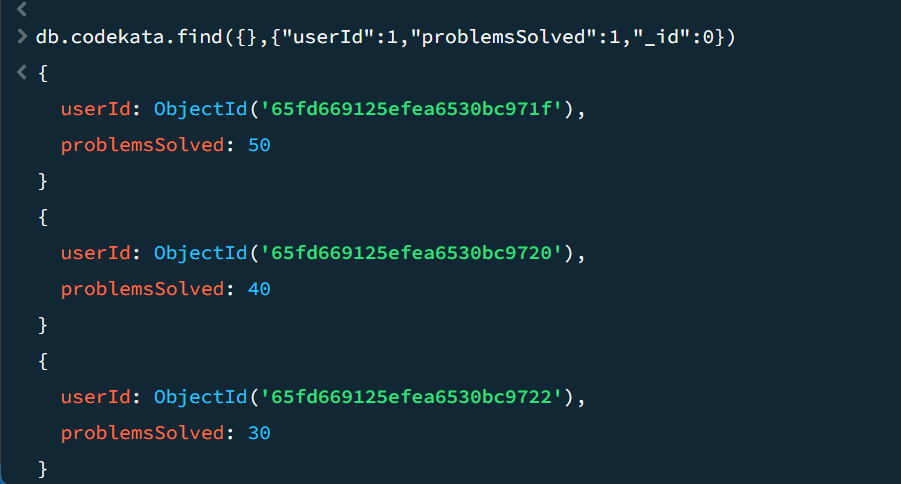 db.codekata.find({},{"userId":1,"problemsSolved":1,"_id":0})
{
userId: ObjectId('65fd669125efea6530bc971f'),
problemsSolved: 50
}
{
userId: ObjectId('65fd669125efea6530bc9720'),
problemsSolved: 40
}
{
userId: ObjectId('65fd669125efea6530bc9722'),
problemsSolved: 30
}